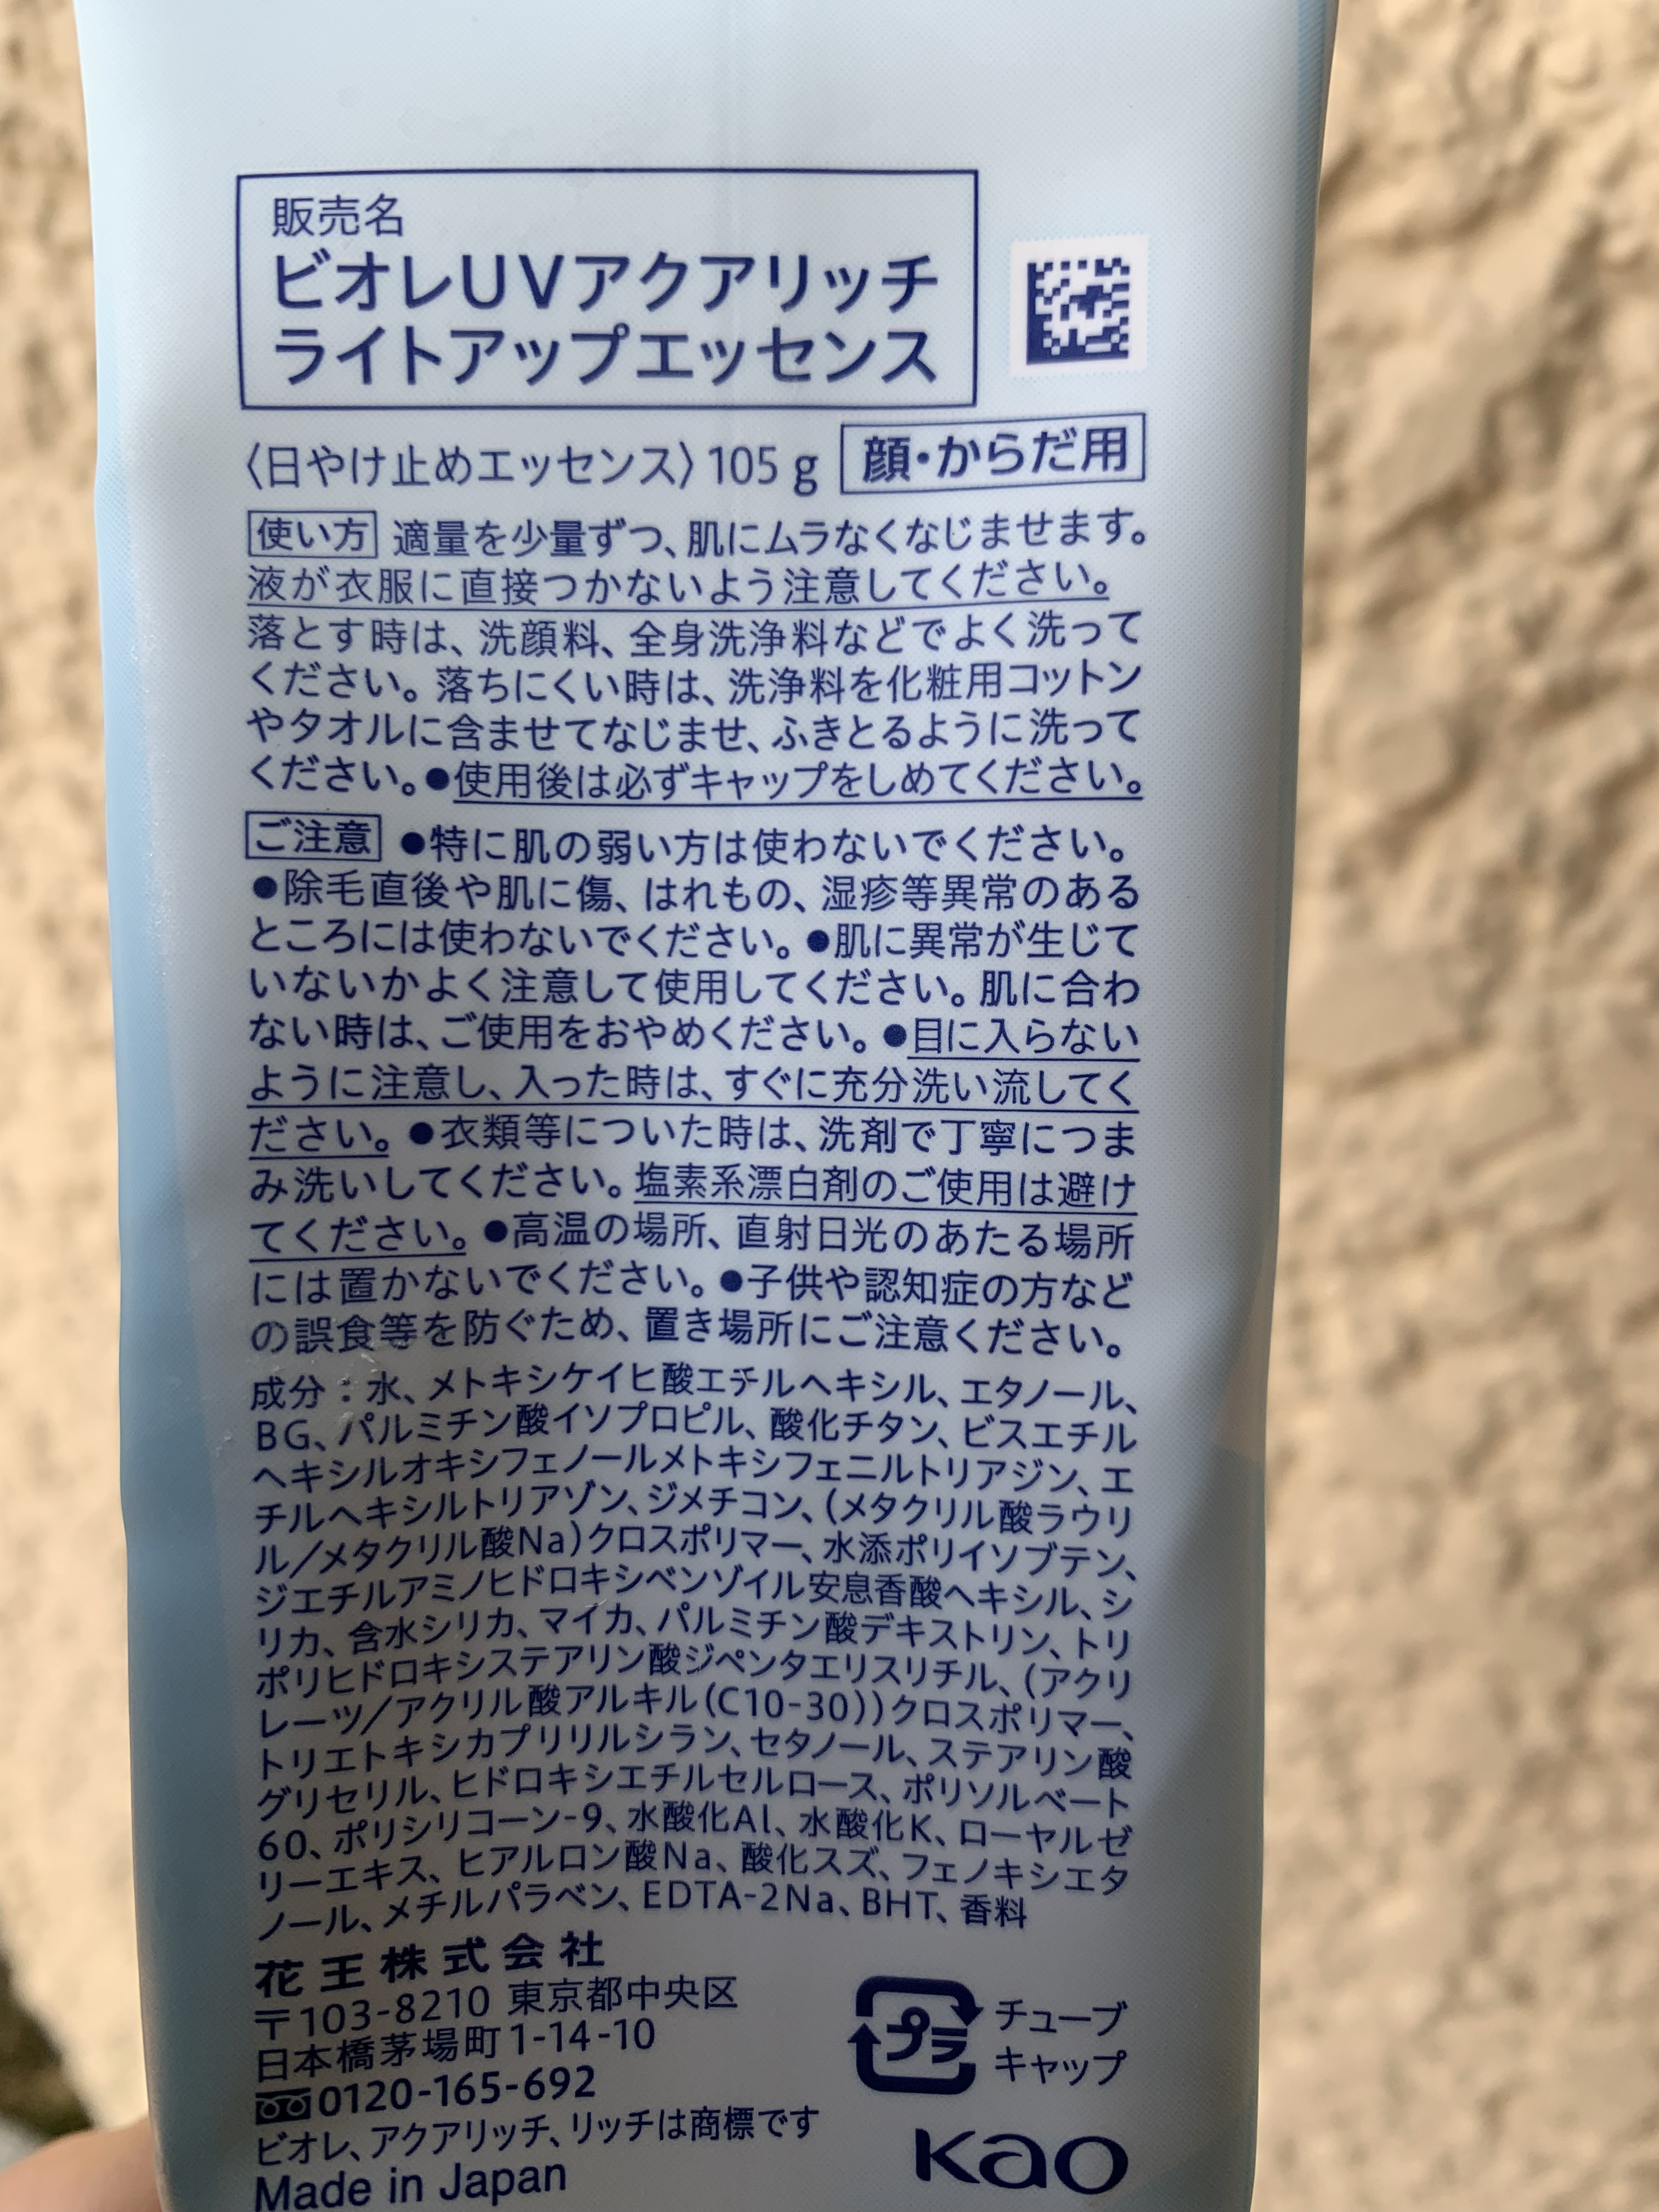 販売名
ビオレUVアクアリッチ
ライトアップエッセンス
〈日やけ止めエッセンス〉105g 顔・からだ用
使い方 適量を少量ずつ、肌にムラなくなじませます。
液が衣服に直接つかないよう注意してください。
落とす時は、洗顔料、全身洗浄料などでよく洗って
ください。落ちにくい時は、洗浄料を化粧用コットン
やタオルに含ませてなじませ、ふきとるように洗って
ください。●使用後は必ずキャップをしめてください。
ご注意 ●特に肌の弱い方は使わないでください。
●除毛直後や肌に傷、はれもの、湿疹等異常のある
ところには使わないでください。●肌に異常が生じて
いないかよく注意して使用してください。肌に合わ
ない時は、ご使用をおやめください。●目に入らない
ように注意し、入った時は、すぐに充分洗い流してく
ださい。●衣類等についた時は、洗剤で丁寧につま
み洗いしてください。塩素系漂白剤のご使用は避け
てください。●高温の場所、直射日光のあたる場所
には置かないでください。●子供や認知症の方など
の誤食等を防ぐため、置き場所にご注意ください。
成分：水、メトキシケイヒ酸エチルヘキシル、エタノール、
BG、パルミチン酸イソプロピル、酸化チタン、ビスエチル
ヘキシルオキシフェノールメトキシフェニルトリアジン、エ
チルヘキシルトリアゾン、ジメチコン、(メタクリル酸ラウリ
ル/メタクリル酸Na)クロスポリマー、水添ポリイソブテン、
ジエチルアミノヒドロキシベンゾイル安息香酸ヘキシル、シ
リカ、含水シリカ、マイカ、パルミチン酸デキストリン、トリ
ポリヒドロキシステアリン酸ジペンタエリスリチル、(アクリ
レーツ/アクリル酸アルキル(C10-30))クロスポリマー、
トリエトキシカプリリルシラン、セタノール、ステアリン酸
グリセリル、ヒドロキシエチルセルロース、ポリソルベート
60、ポリシリコーン-9、水酸化Al、水酸化K、ローヤルゼ
リーエキス、ヒアルロン酸Na、酸化スズ、フェノキシエタ
ノール、メチルパラベン、EDTA-2Na、BHT、香料
花王株式会社
〒103-8210 東京都中央区
日本橋茅場町1-14-10
0120-165-692
ビオレ、アクアリッチ、リッチは商標です
Made in Japan
プラ
チューブ
キャップ
Kao